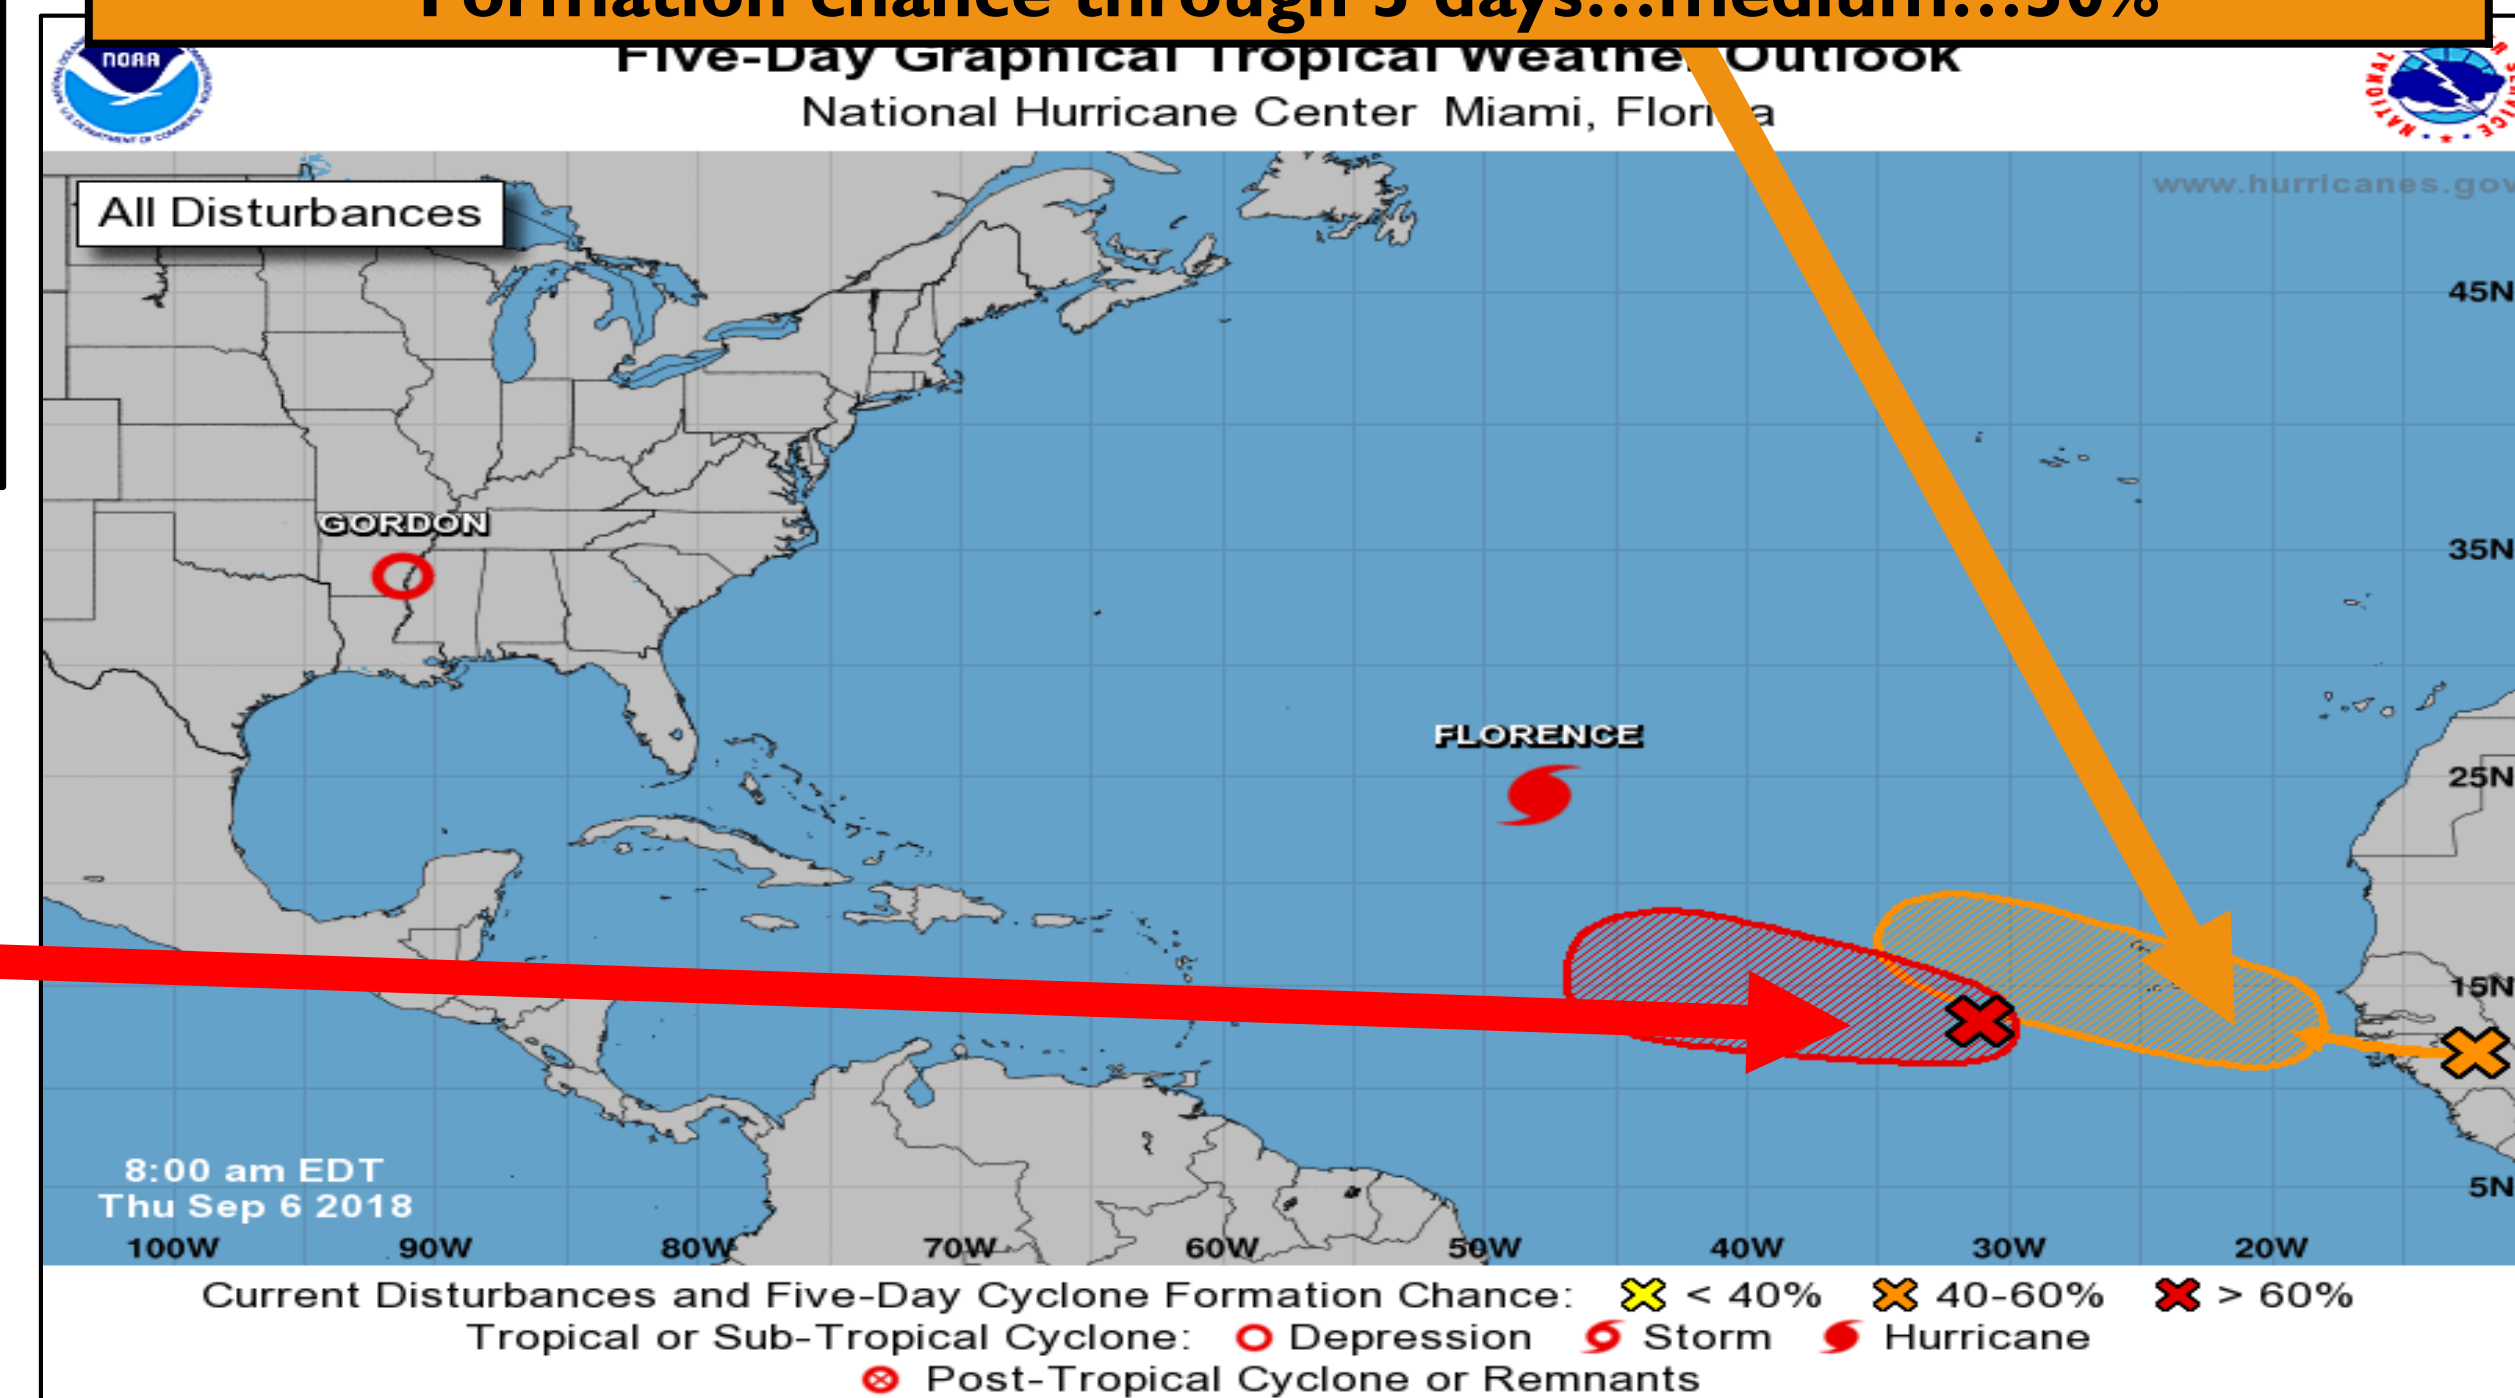 Formation chance through 5 days...medium...50%
NOAA
Five-Day Graphical Tropical Weather Outlook
National Hurricane Center Miami, Florida
www.hurricanes.gov
All Disturbances
45N
GORDON
35N
FLORENCE
25N
15N
8:00 am EDT
Thu Sep 6 2018
5N
100W 90W 80W 70W 60W 50W 40W 30W 20W
Current Disturbances and Five-Day Cyclone Formation Chance: < 40% 40-60% > 60%
Tropical or Sub-Tropical Cyclone: Depression Storm Hurricane
Post-Tropical Cyclone or Remnants